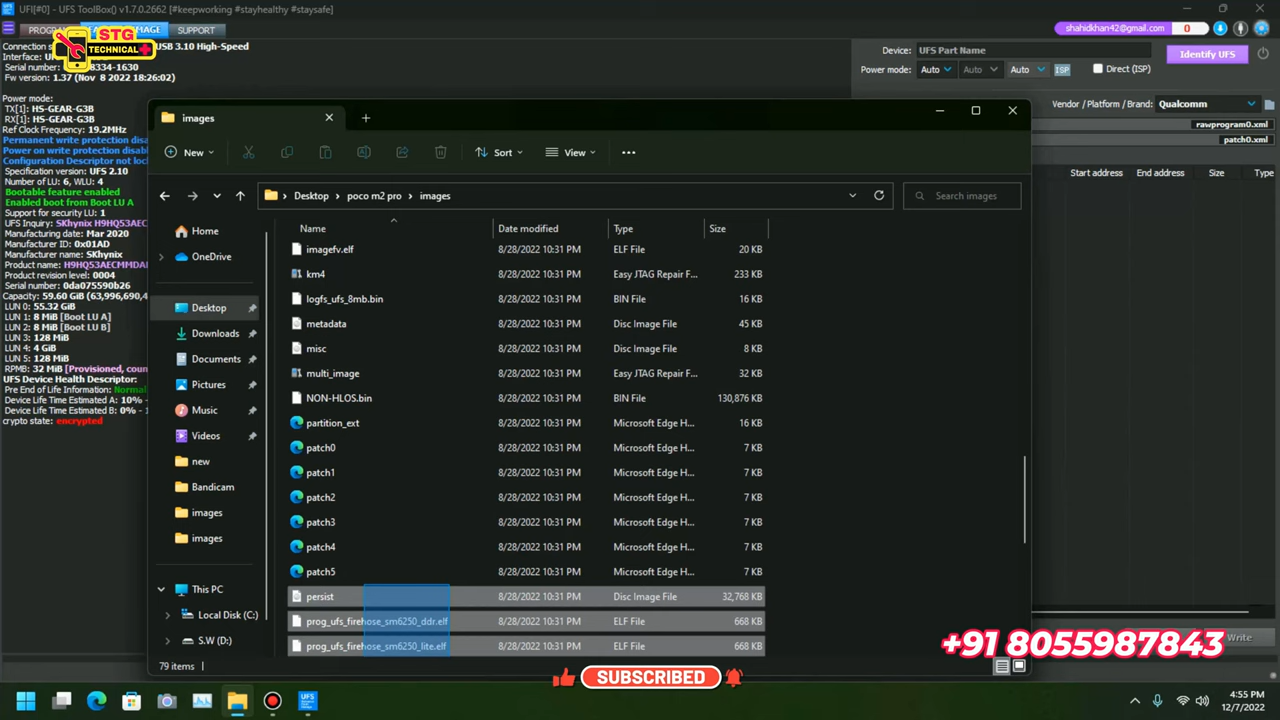 UFI[#0] - UFS ToolBox() v1.7.0.2662 [#keepworking #stayhealthy #staysafe]
SUPPORT
STG
TECHNICAL
shahidkhan42@gmail.com
0
Device:
UFS Part Name
Identify UFS
Power mode:
Auto
Auto
Auto
ISP
Direct (ISP)
Vendor / Platform / Brand:
Qualcomm
rawprogram0.xml
patch0.xml
Start address
End address
Size
Type
USB 3.10 High-Speed
Interface:
Serial number:
8334-1630
Fw version: 1.37 (Nov 8 2022 18:26:02)
Power mode:
TX[1]: HS-GEAR-G3B
RX[1]: HS-GEAR-G3B
Ref Clock Frequency: 19.2MHz
Permanent write protection disa
Power on write protection disab
Configuration Descriptor not lock
Specification version: UFS 2.10
Number of LU: 6, WLU: 4
Bootable feature enabled
Enabled boot from Boot LU A
Support for security LU: 1
UFS Inquiry: SKhynix H9HQ53AEC
Manufacturing date: Mar 2020
Manufacturer ID: 0x01AD
Manufacturer name: SKhynix
Product name: H9HQ53AECMMDA
Product revision level: 0004
Serial number: 0da075590b26
Capacity: 59.60 GiB (63,996,690,4
LUN 0: 55.32 GiB
LUN 1: 8 MiB [Boot LU A]
LUN 2: 8 MiB [Boot LU B]
LUN 3: 128 MiB
LUN 4: 4 GiB
LUN 5: 128 MiB
RPMB: 32 MiB [Provisioned, coun
UFS Device Health Descriptor:
Pre End of Life Information: Normal
Device Life Time Estimated A: 10% -
Device Life Time Estimated B: 0% - 1
crypto state: encrypted
images
New
Sort
View
Desktop
poco m2 pro
images
Search images
Home
OneDrive
Desktop
Downloads
Documents
Pictures
Music
Videos
new
Bandicam
images
images
This PC
Local Disk (C:)
S.W (D:)
Name Date modified Type Size
imagefv.elf 8/28/2022 10:31 PM ELF File 20 KB
km4 8/28/2022 10:31 PM Easy JTAG Repair F... 233 KB
logfs_ufs_8mb.bin 8/28/2022 10:31 PM BIN File 16 KB
metadata 8/28/2022 10:31 PM Disc Image File 45 KB
misc 8/28/2022 10:31 PM Disc Image File 8 KB
multi_image 8/28/2022 10:31 PM Easy JTAG Repair F... 32 KB
NON-HLOS.bin 8/28/2022 10:31 PM BIN File 130,876 KB
partition_ext 8/28/2022 10:31 PM Microsoft Edge H... 16 KB
patch0 8/28/2022 10:31 PM Microsoft Edge H... 7 KB
patch1 8/28/2022 10:31 PM Microsoft Edge H... 7 KB
patch2 8/28/2022 10:31 PM Microsoft Edge H... 7 KB
patch3 8/28/2022 10:31 PM Microsoft Edge H... 7 KB
patch4 8/28/2022 10:31 PM Microsoft Edge H... 7 KB
patch5 8/28/2022 10:31 PM Microsoft Edge H... 7 KB
persist 8/28/2022 10:31 PM Disc Image File 32,768 KB
prog_ufs_firehose_sm6250_ddr.elf 8/28/2022 10:31 PM ELF File 668 KB
prog_ufs_firehose_sm6250_lite.elf 8/28/2022 10:31 PM ELF File 668 KB
79 items
Write
+91 8055987843
SUBSCRIBED
4:55 PM
12/7/2022